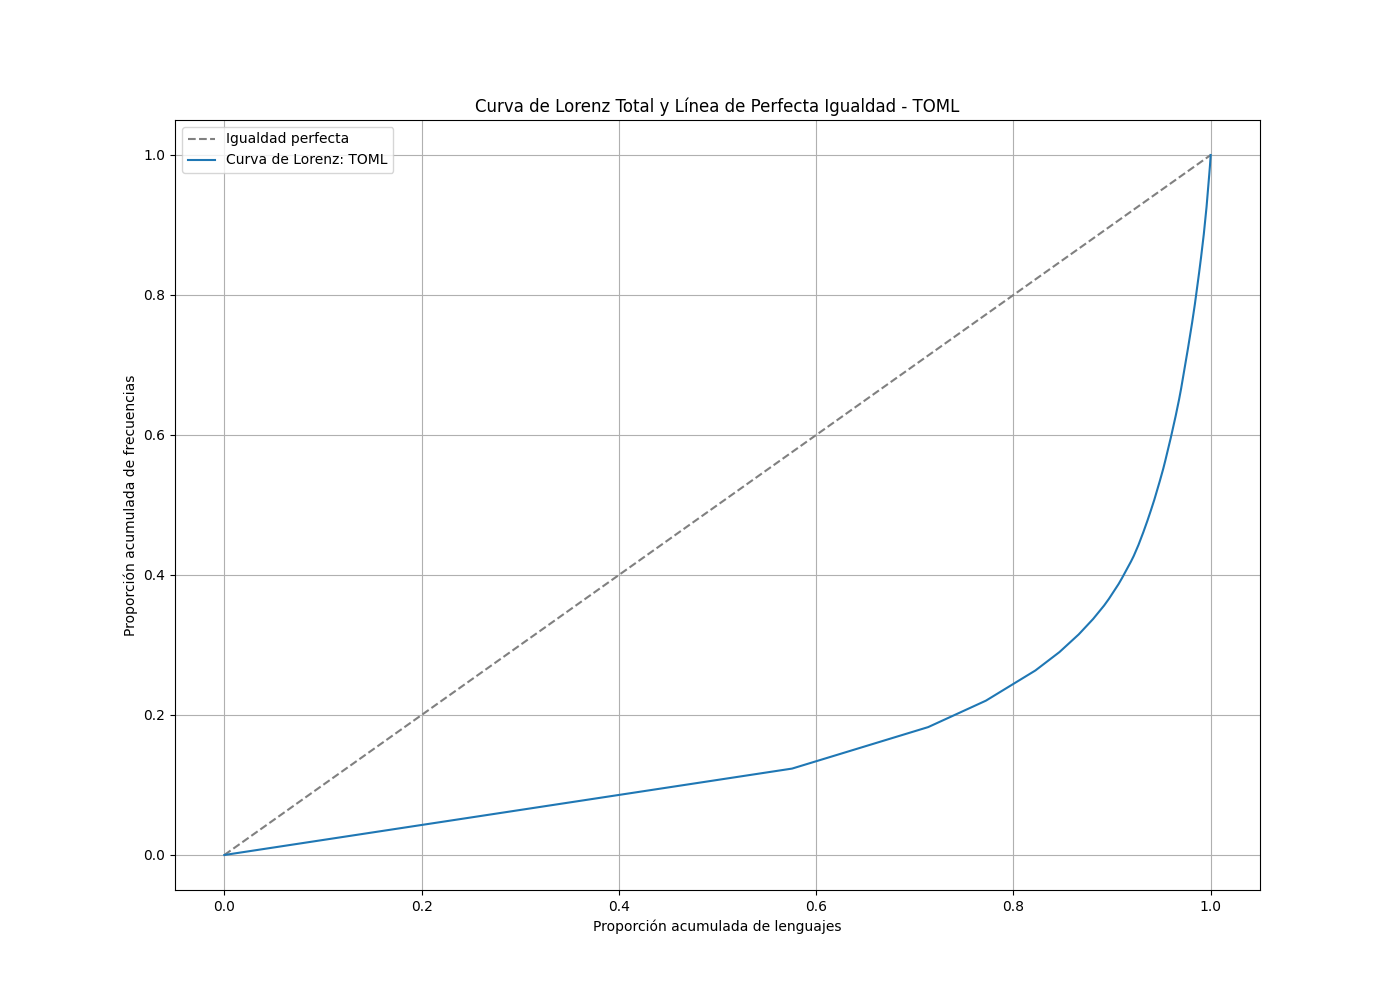 Curva de Lorenz Total y Línea de Perfecta Igualdad - TOML
Igualdad perfecta
Curva de Lorenz: TOML
1.0
0.8
0.6
0.4
0.2
0.0
Proporción acumulada de frecuencias
0.0 0.2 0.4 0.6 0.8 1.0
Proporción acumulada de lenguajes